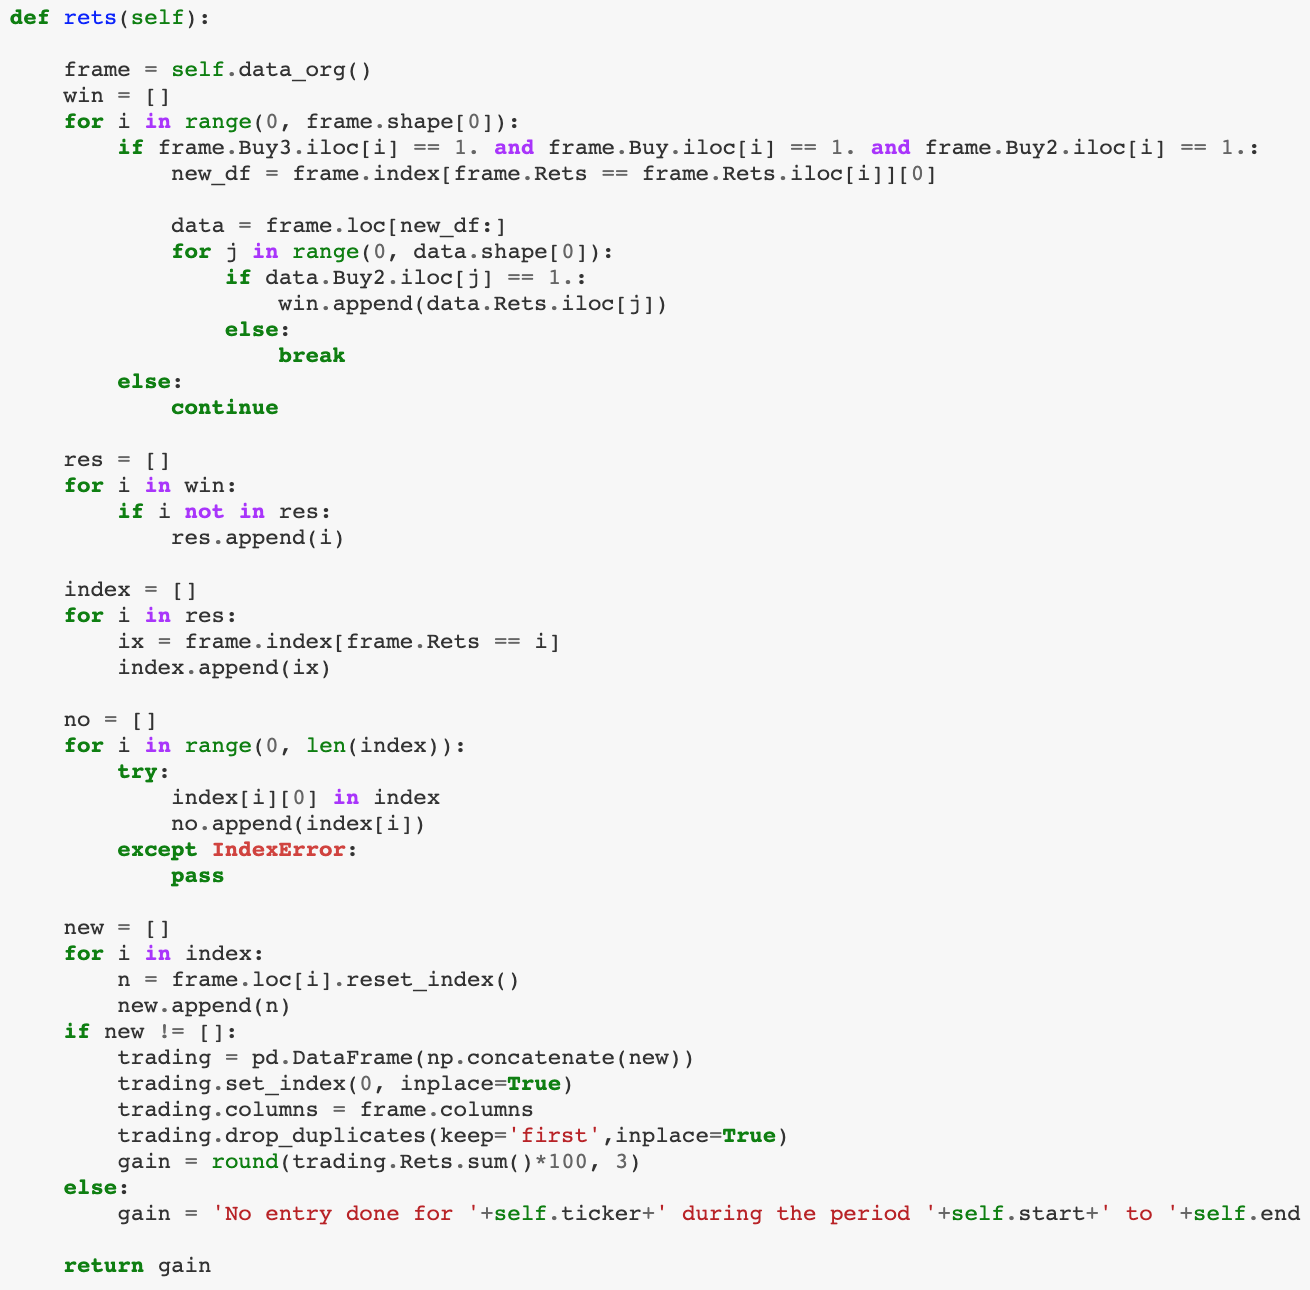 def rets(self):

    frame = self.data_org()
    win = []
    for i in range(0, frame.shape[0]):
        if frame.Buy3.iloc[i] == 1. and frame.Buy.iloc[i] == 1. and frame.Buy2.iloc[i] == 1.:
            new_df = frame.index[frame.Rets == frame.Rets.iloc[i]][0]

            data = frame.loc[new_df:]
            for j in range(0, data.shape[0]):
                if data.Buy2.iloc[j] == 1.:
                    win.append(data.Rets.iloc[j])
                else:
                    break
        else:
            continue

    res = []
    for i in win:
        if i not in res:
            res.append(i)

    index = []
    for i in res:
        ix = frame.index[frame.Rets == i]
        index.append(ix)

    no = []
    for i in range(0, len(index)):
        try:
            index[i][0] in index
            no.append(index[i])
        except IndexError:
            pass

    new = []
    for i in index:
        n = frame.loc[i].reset_index()
        new.append(n)
    if new != []:
        trading = pd.DataFrame(np.concatenate(new))
        trading.set_index(0, inplace=True)
        trading.columns = frame.columns
        trading.drop_duplicates(keep='first',inplace=True)
        gain = round(trading.Rets.sum()*100, 3)
    else:
        gain = 'No entry done for '+self.ticker+' during the period '+self.start+' to '+self.end

    return gain